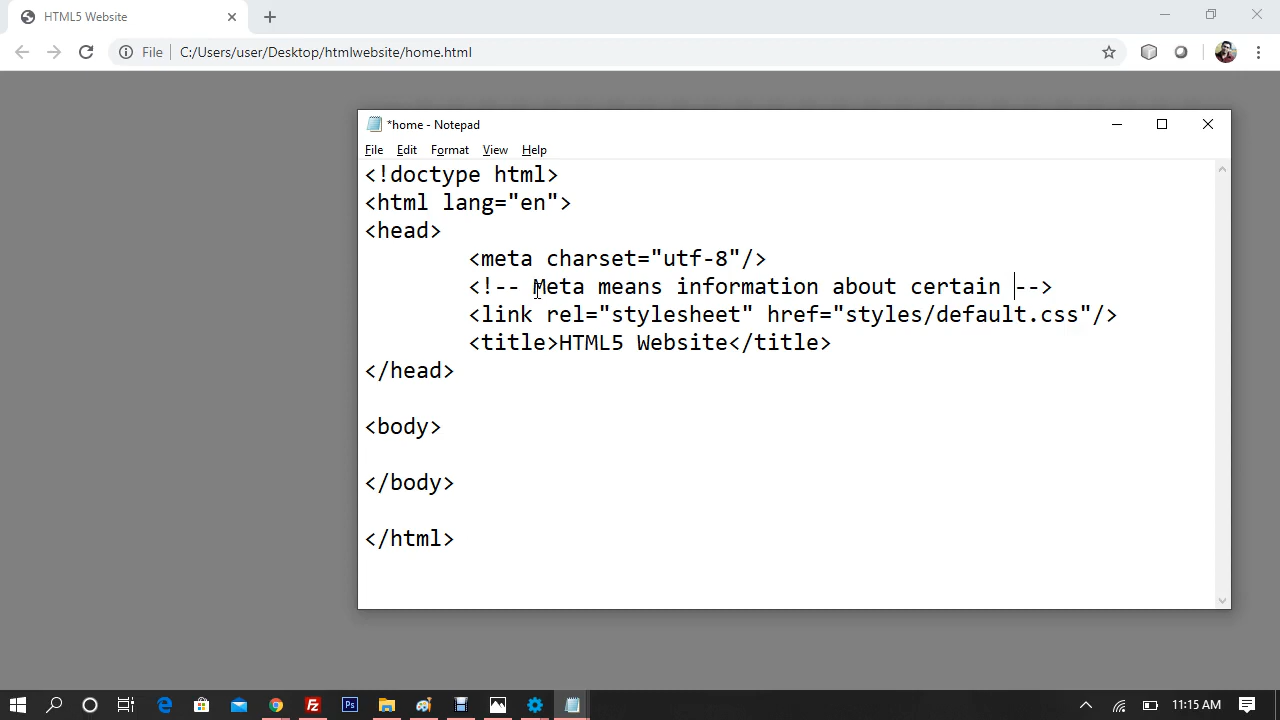 HTML5 Website
File
C:/Users/user/Desktop/htmlwebsite/home.html
*home - Notepad
File Edit Format View Help
<!doctype html>
<html lang="en">
<head>
<meta charset="utf-8"/>
<!-- Meta means information about certain -->
<link rel="stylesheet" href="styles/default.css"/>
<title>HTML5 Website</title>
</head>
<body>
</body>
</html>
Fz
Ps
11:15 AM